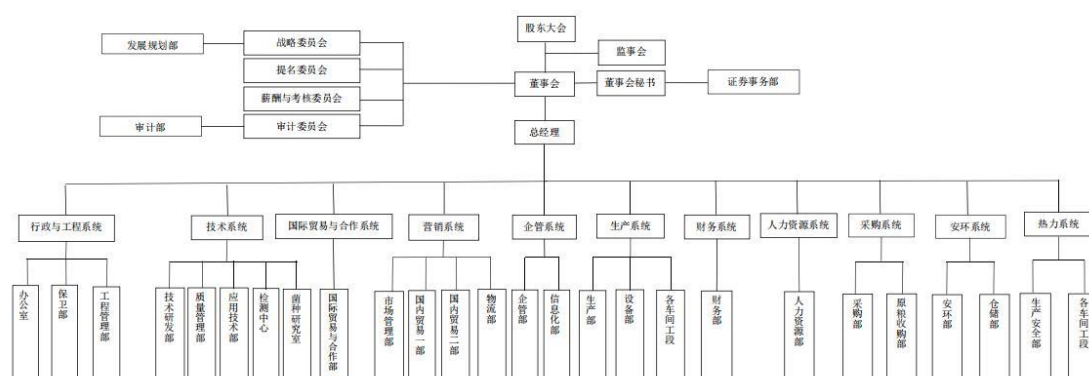 股东大会
发展规划部
战略委员会
监事会
提名委员会
董事会
董事会秘书
证券事务部
薪酬与考核委员会
审计部
审计委员会
总经理
行政与工程系统
技术系统
国际贸易与合作系统
营销系统
企管系统
生产系统
财务系统
人力资源系统
采购系统
安环系统
热力系统
办公室
保卫部
工程管理部
技术研发部
质量管理部
应用技术部
检测中心
菌种研究室
国际贸易与合作部
市场管理部
国内贸易一部
国内贸易二部
物流部
企管部
信息化部
生产部
设备部
各车间工段
财务部
人力资源部
采购部
原粮收购部
安环部
仓储部
生产安全部
各车间工段